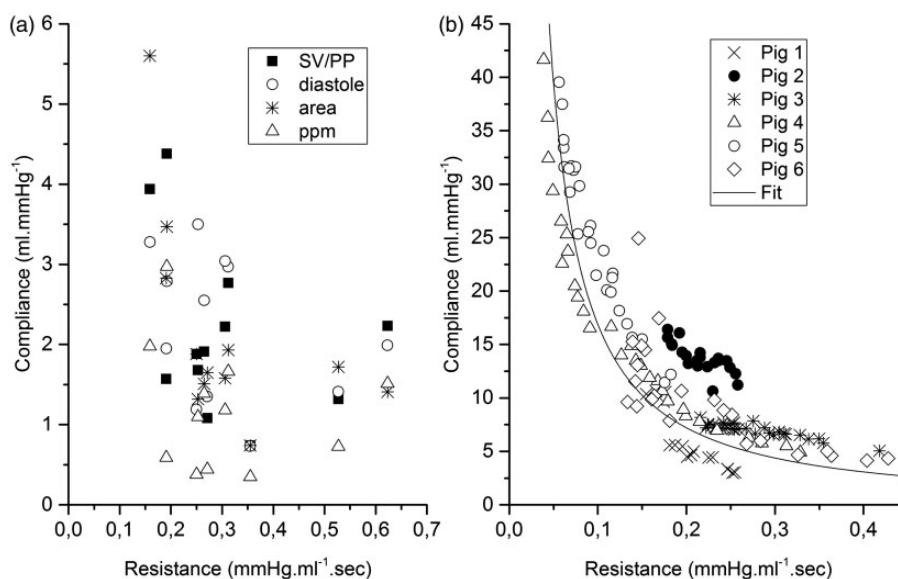 (a)
6
5
4
3
2
1
0
Compliance (ml.mmHg⁻¹)
SV/PP
diastole
area
ppm
0,0 0,1 0,2 0,3 0,4 0,5 0,6 0,7
Resistance (mmHg.ml⁻¹.sec)
(b)
45
40
35
30
25
20
15
10
5
0
Compliance (ml.mmHg⁻¹)
Pig 1
Pig 2
Pig 3
Pig 4
Pig 5
Pig 6
Fit
0,0 0,1 0,2 0,3 0,4
Resistance (mmHg.ml⁻¹.sec)